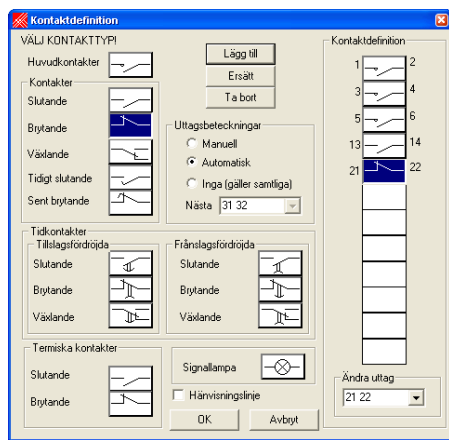 Kontaktdefinition
VÄLJ KONTAKTTYP!
Huvudkontakter
Kontakter
Slutande
Brytande
Växlande
Tidigt slutande
Sent brytande
Lägg till
Ersätt
Ta bort
Uttagsbeteckningar
Manuell
Automatisk
Inga (gäller samtliga)
Nästa 31 32
Tidkontakter
Tillslagsfördröjda
Slutande
Brytande
Växlande
Frånslagsfördröjda
Slutande
Brytande
Växlande
Termiska kontakter
Slutande
Brytande
Signallampa
Hänvisningslinje
OK Avbryt
Kontaktdefinition
1 2
3 4
5 6
13 14
21 22
Ändra uttag
21 22